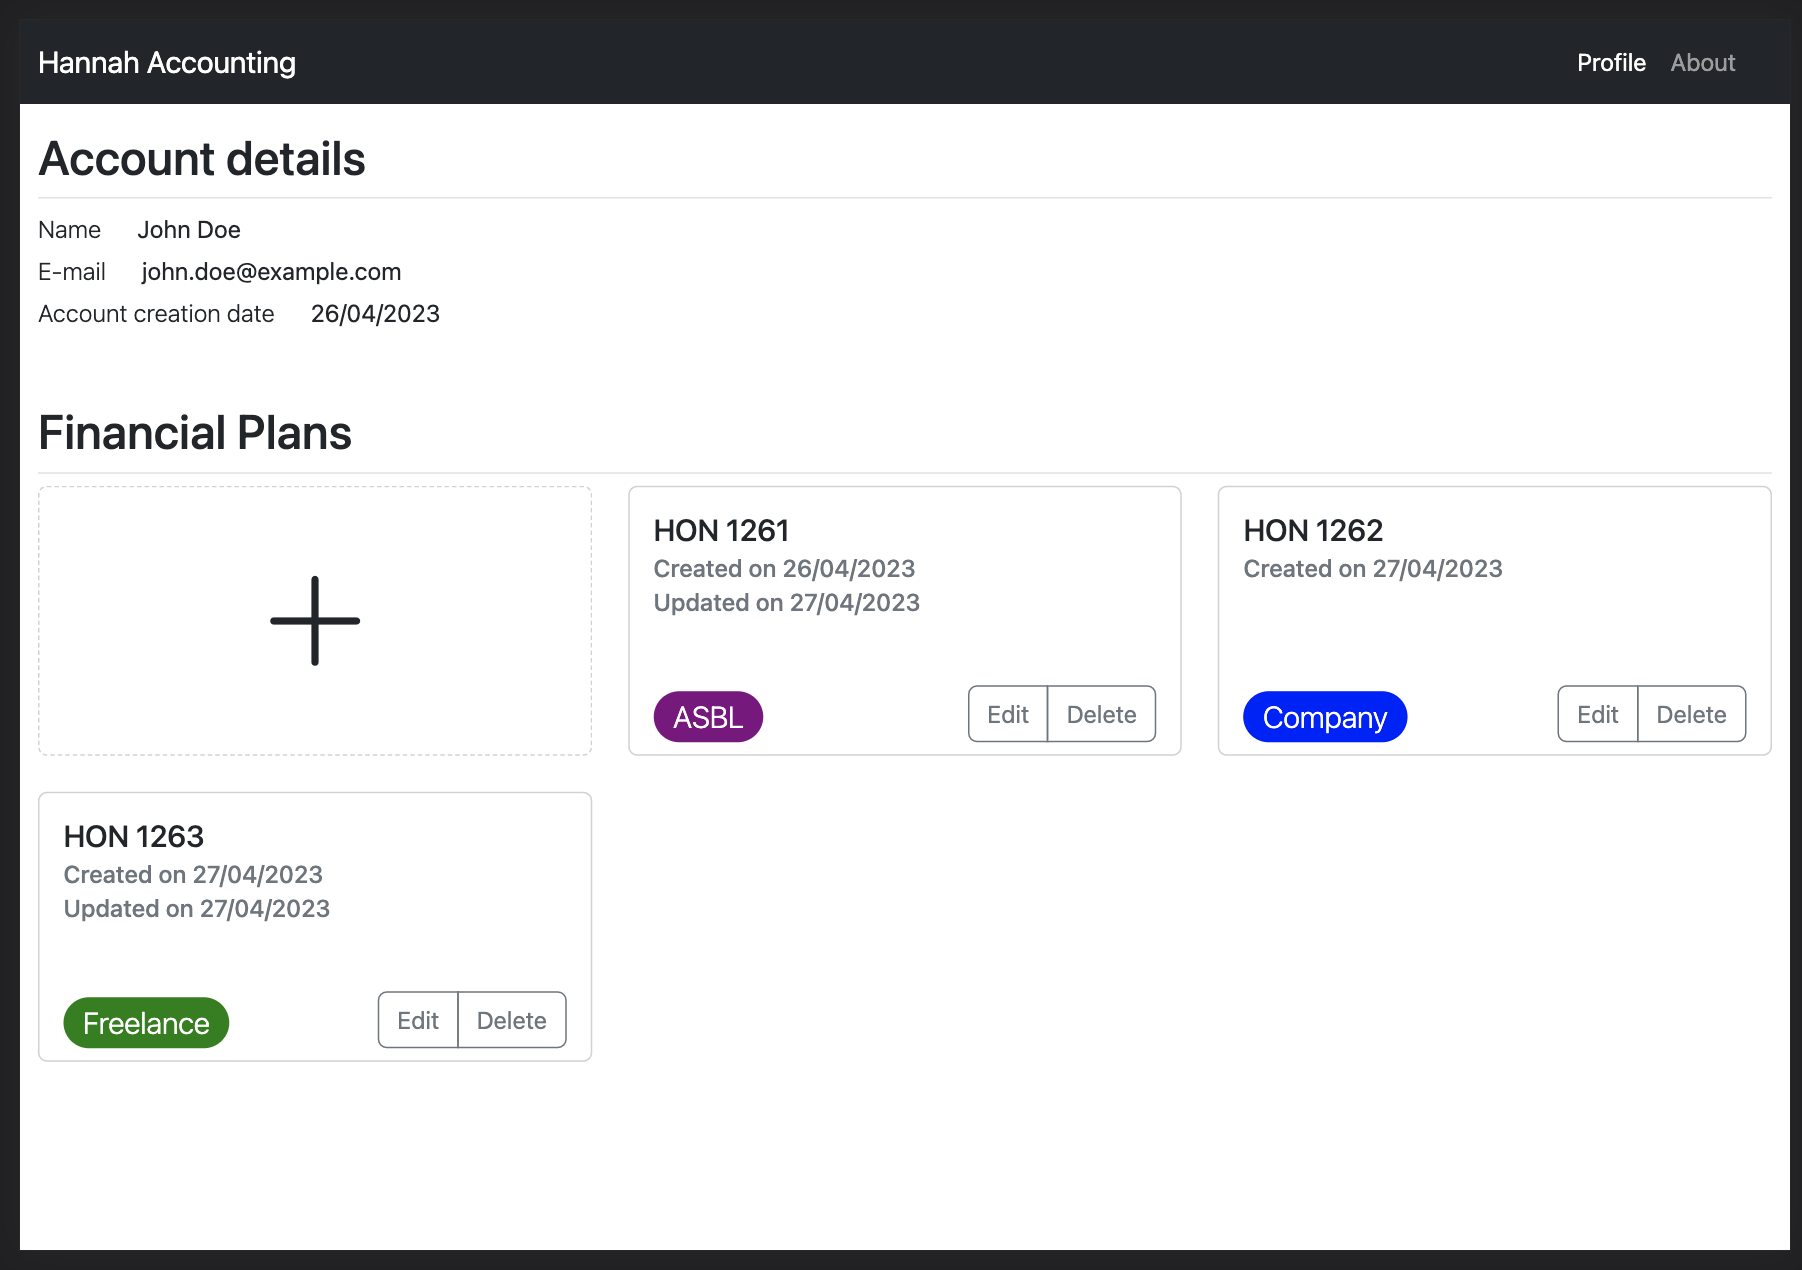 Hannah Accounting
Profile About
Account details
Name John Doe
E-mail john.doe@example.com
Account creation date 26/04/2023
Financial Plans
HON 1261
Created on 26/04/2023
Updated on 27/04/2023
ASBL Edit Delete
HON 1262
Created on 27/04/2023
Company Edit Delete
HON 1263
Created on 27/04/2023
Updated on 27/04/2023
Freelance Edit Delete